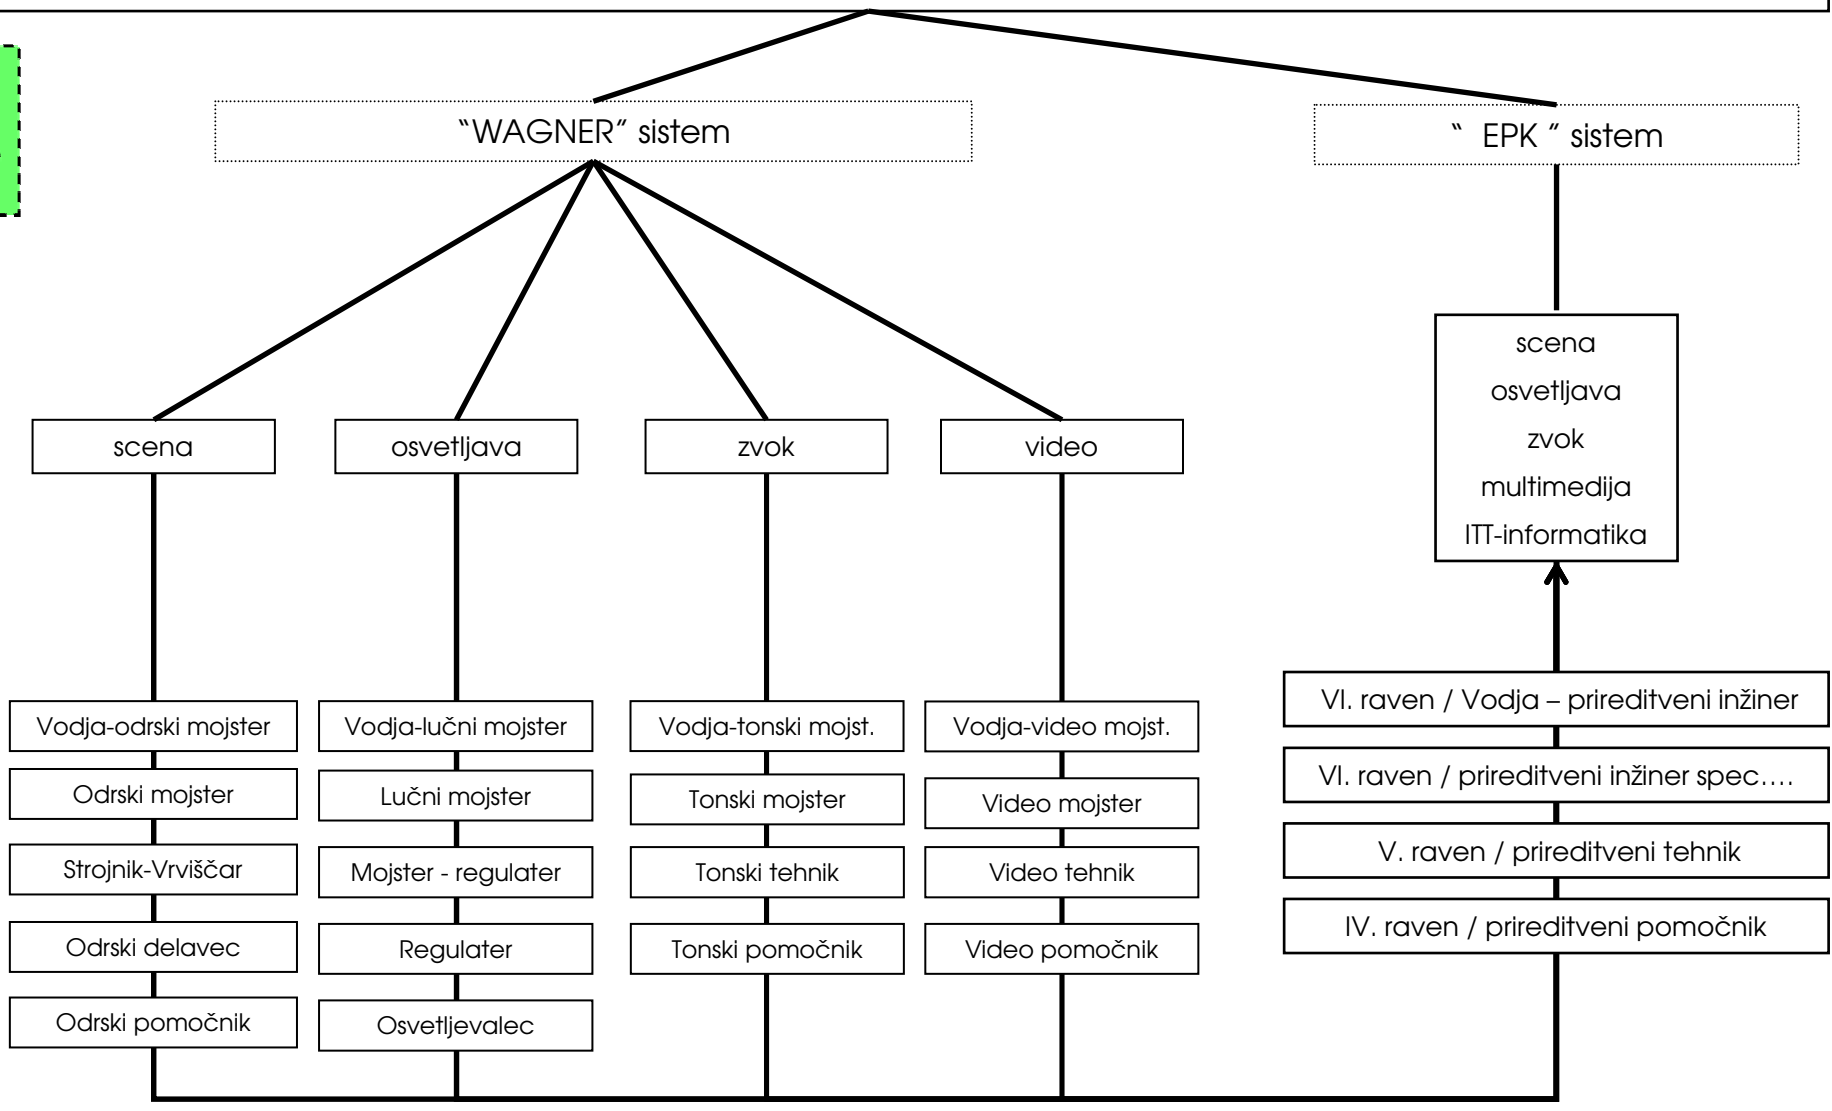 “WAGNER” sistem
“ EPK ” sistem
scena
osvetljava
zvok
video
scena
osvetljava
zvok
multimedija
ITT-informatika
Vodja-odrski mojster
Odrski mojster
Strojnik-Vrviščar
Odrski delavec
Odrski pomočnik
Vodja-lučni mojster
Lučni mojster
Mojster - regulater
Regulater
Osvetljevalec
Vodja-tonski mojst.
Tonski mojster
Tonski tehnik
Tonski pomočnik
Vodja-video mojst.
Video mojster
Video tehnik
Video pomočnik
VI. raven / Vodja – prireditveni inžiner
VI. raven / prireditveni inžiner spec….
V. raven / prireditveni tehnik
IV. raven / prireditveni pomočnik